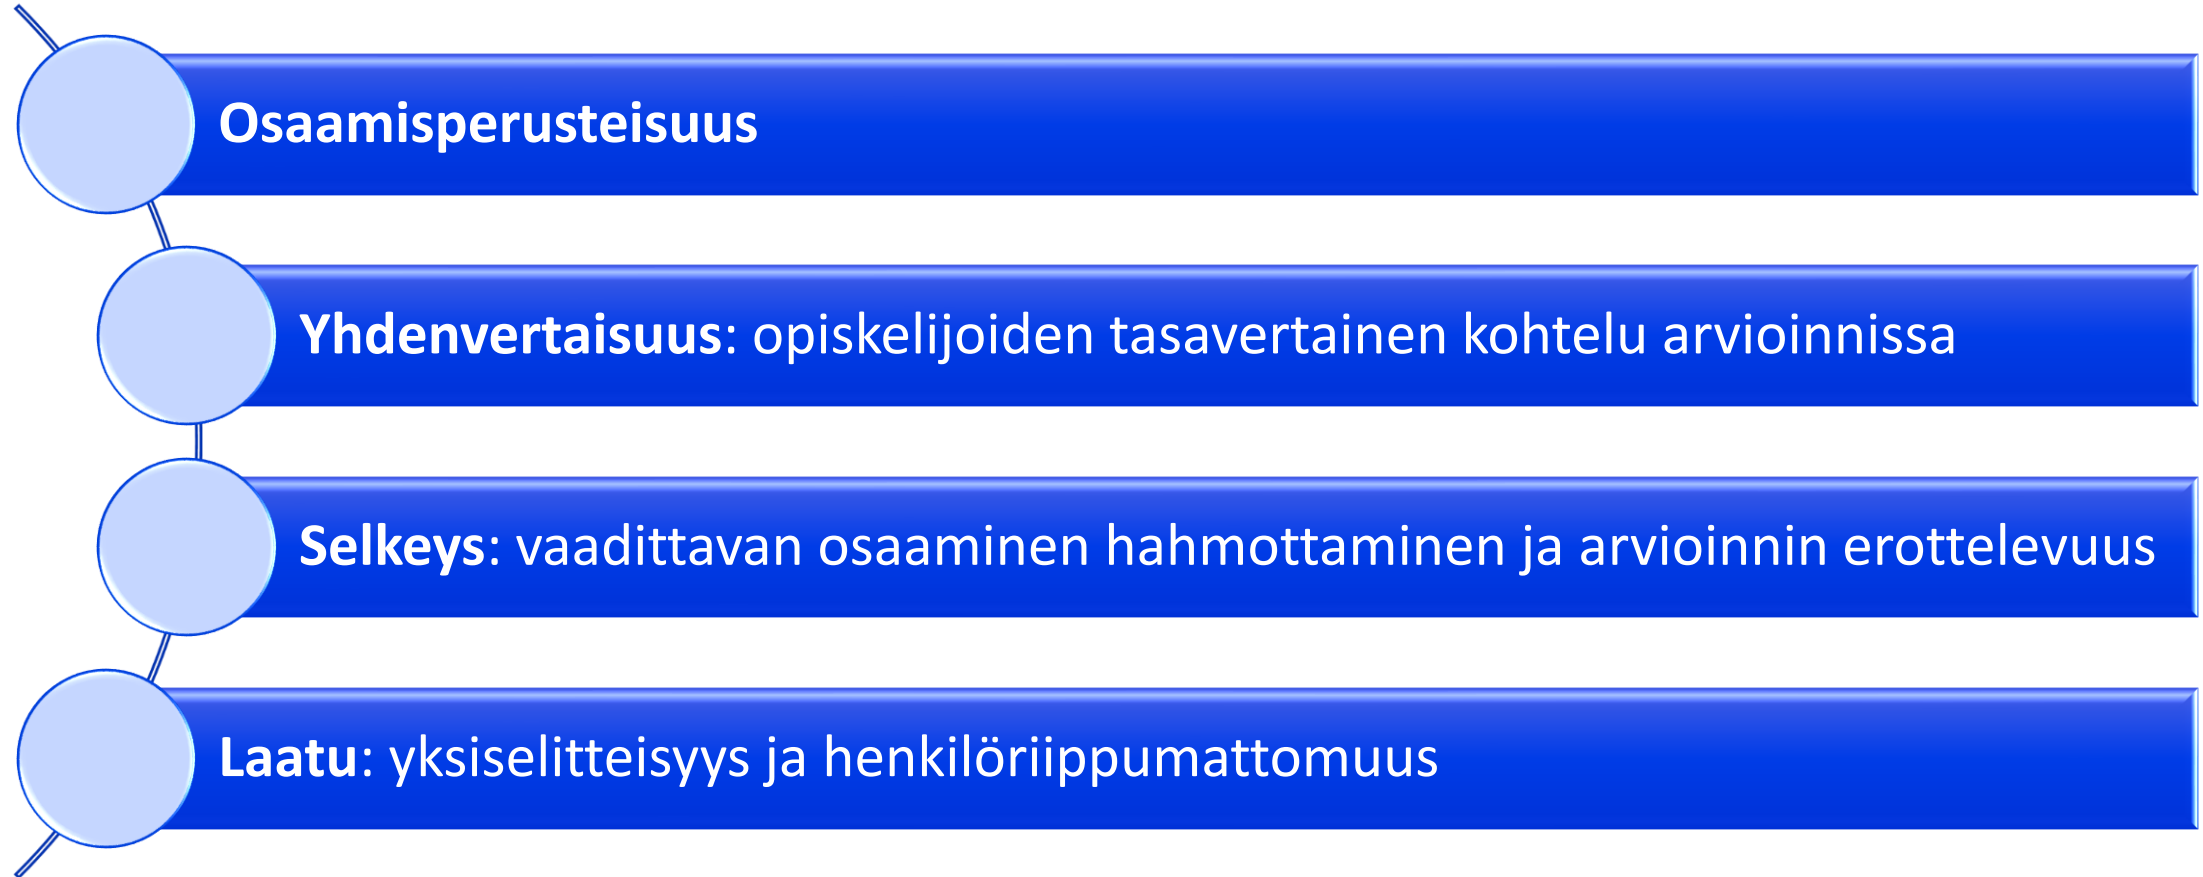 Osaamisperusteisuus
Yhdenvertaisuus: opiskelijoiden tasavertainen kohtelu arvioinnissa
Selkeys: vaadittavan osaaminen hahmottaminen ja arvioinnin erottelevuus
Laatu: yksiselitteisyys ja henkilöriippumattomuus